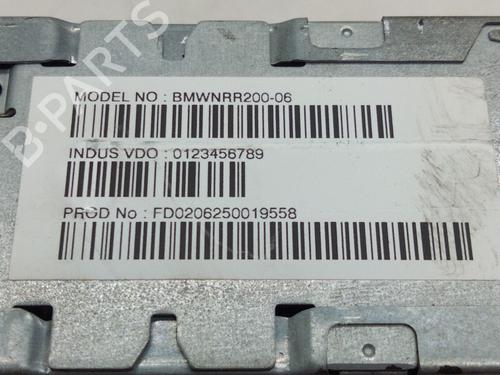 B-PARTS
MODEL NO : BMWNRR200-06
INDUS VDO : 0123456789
PROD No : FD0206250019558